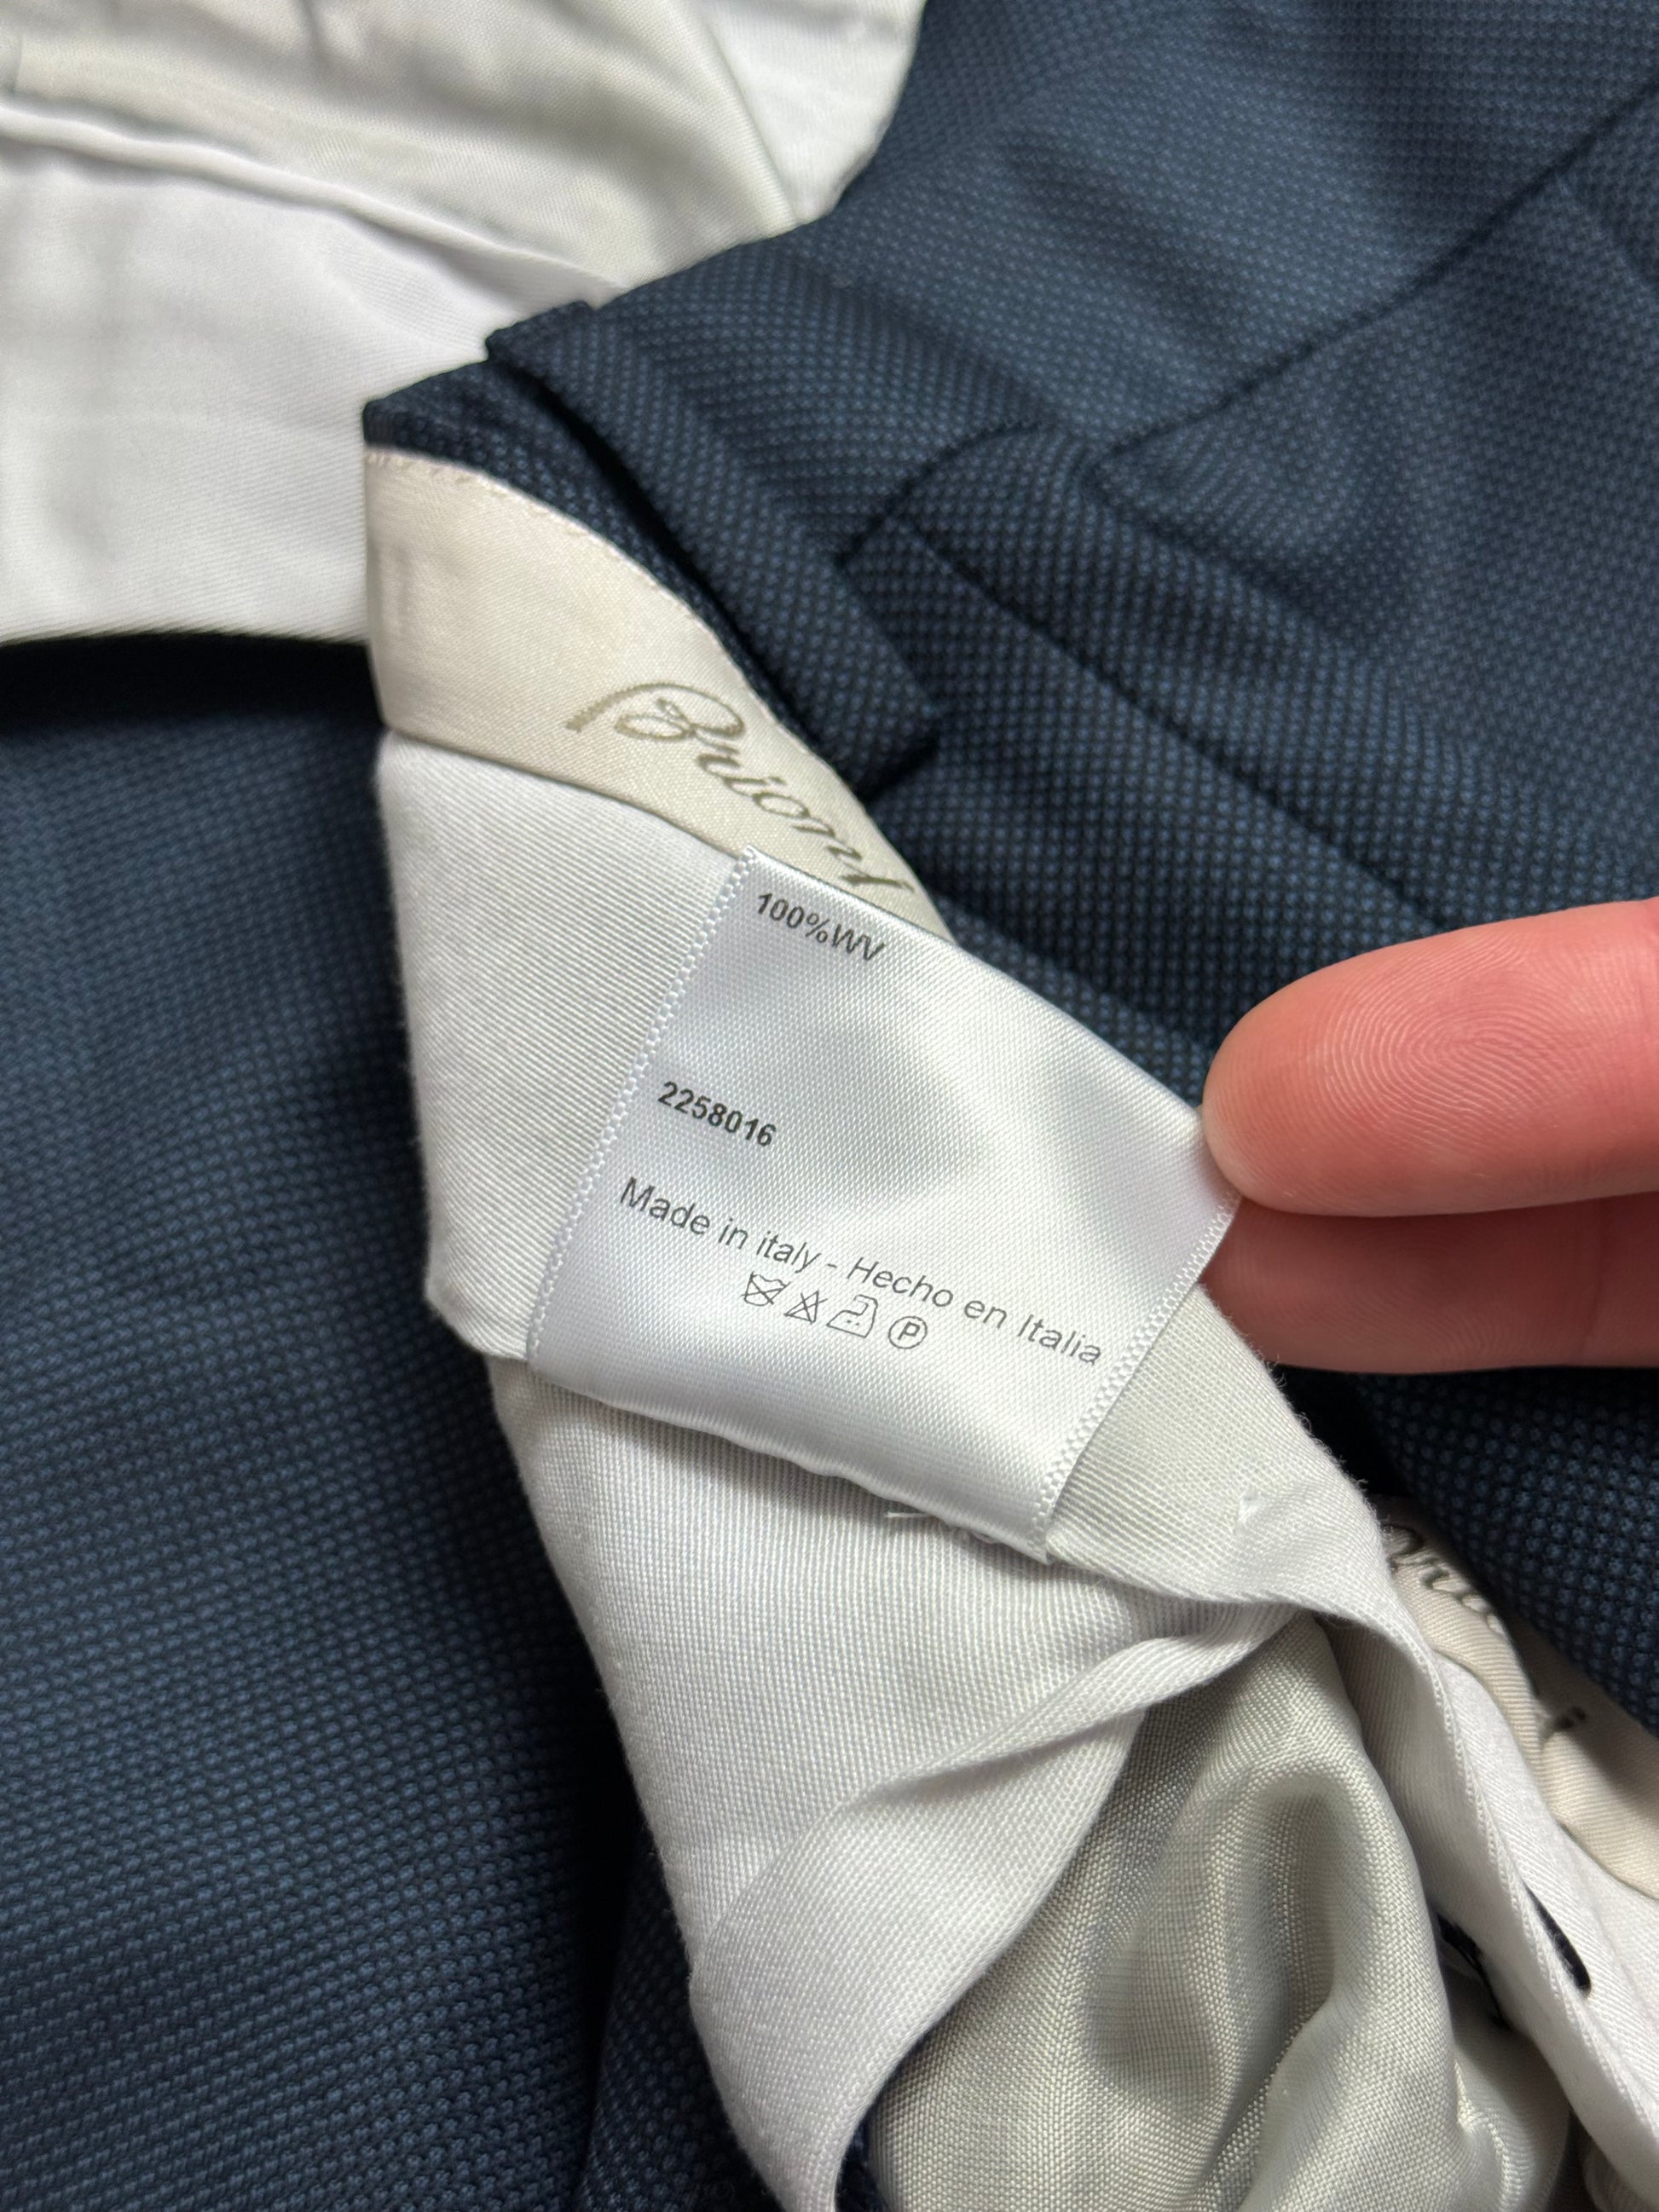 Brioni
100%WV
2258016
Made in italy - Hecho en Italia
P